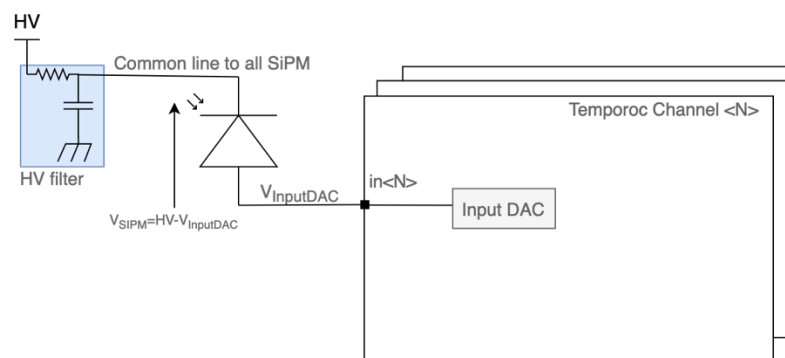 HV
Common line to all SiPM
HV filter
Temporoc Channel <N>
in<N>
V_InputDAC
Input DAC
V_SIPM=HV-V_InputDAC